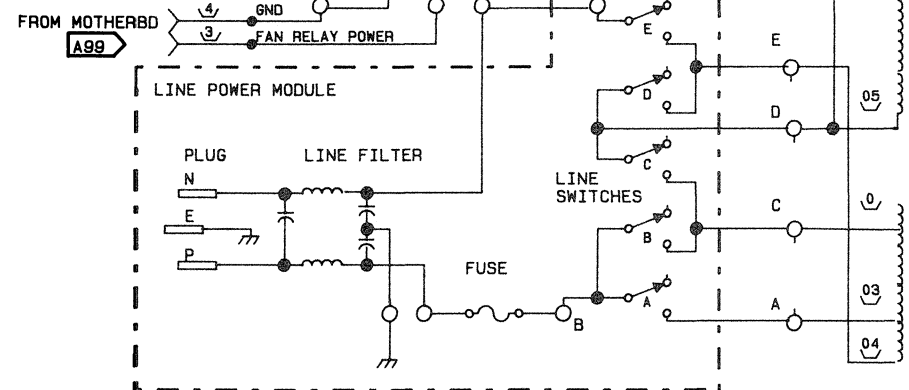 4
GND
FROM MOTHERBD
A99
3
FAN RELAY POWER
E
E
LINE POWER MODULE
D
05
D
PLUG
LINE FILTER
C
N
LINE
SWITCHES
0
C
E
B
P
FUSE
03
A
A
B
04